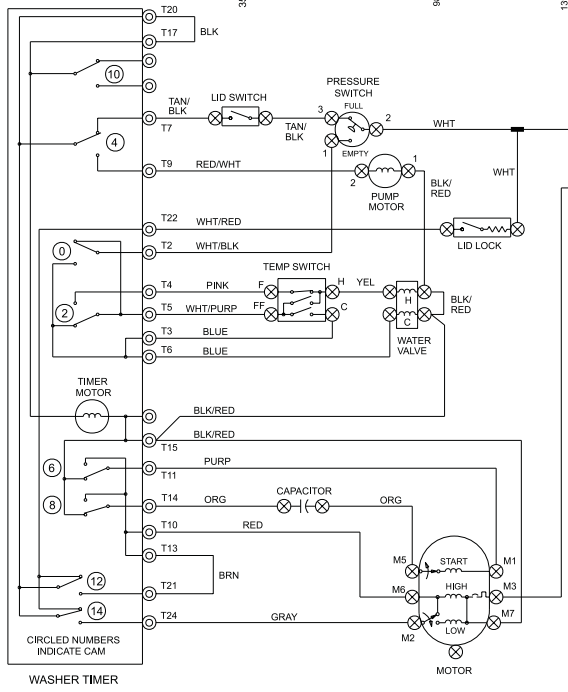 35
98
13
T20
T17
BLK
10
TAN/
BLK
LID SWITCH
PRESSURE
SWITCH
FULL
3
2
WHT
T7
4
TAN/
BLK
1
EMPTY
T9
RED/WHT
2
1
PUMP
MOTOR
BLK/
RED
WHT
T22
WHT/RED
LID LOCK
0
T2
WHT/BLK
TEMP SWITCH
T4
PINK
F
H
YEL
H
BLK/
RED
2
T5
WHT/PURP
FF
C
C
T3
BLUE
T6
BLUE
WATER
VALVE
TIMER
MOTOR
BLK/RED
BLK/RED
T15
6
PURP
T11
8
T14
ORG
CAPACITOR
ORG
T10
RED
T13
M5
START
M1
BRN
M6
HIGH
M3
12
T21
14
T24
GRAY
M2
LOW
M7
CIRCLED NUMBERS
INDICATE CAM
MOTOR
WASHER TIMER